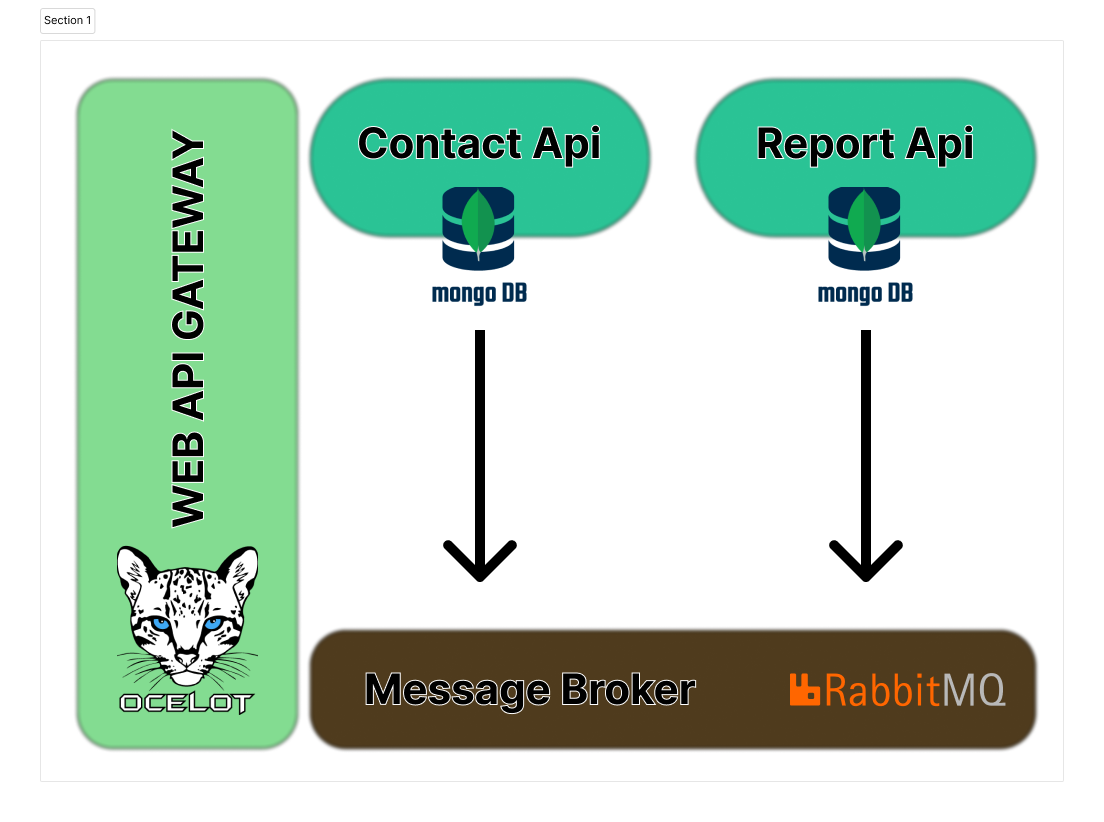 Section 1
WEB API GATEWAY
OCELOT
Contact Api
mongo DB
Report Api
mongo DB
Message Broker
RabbitMQ